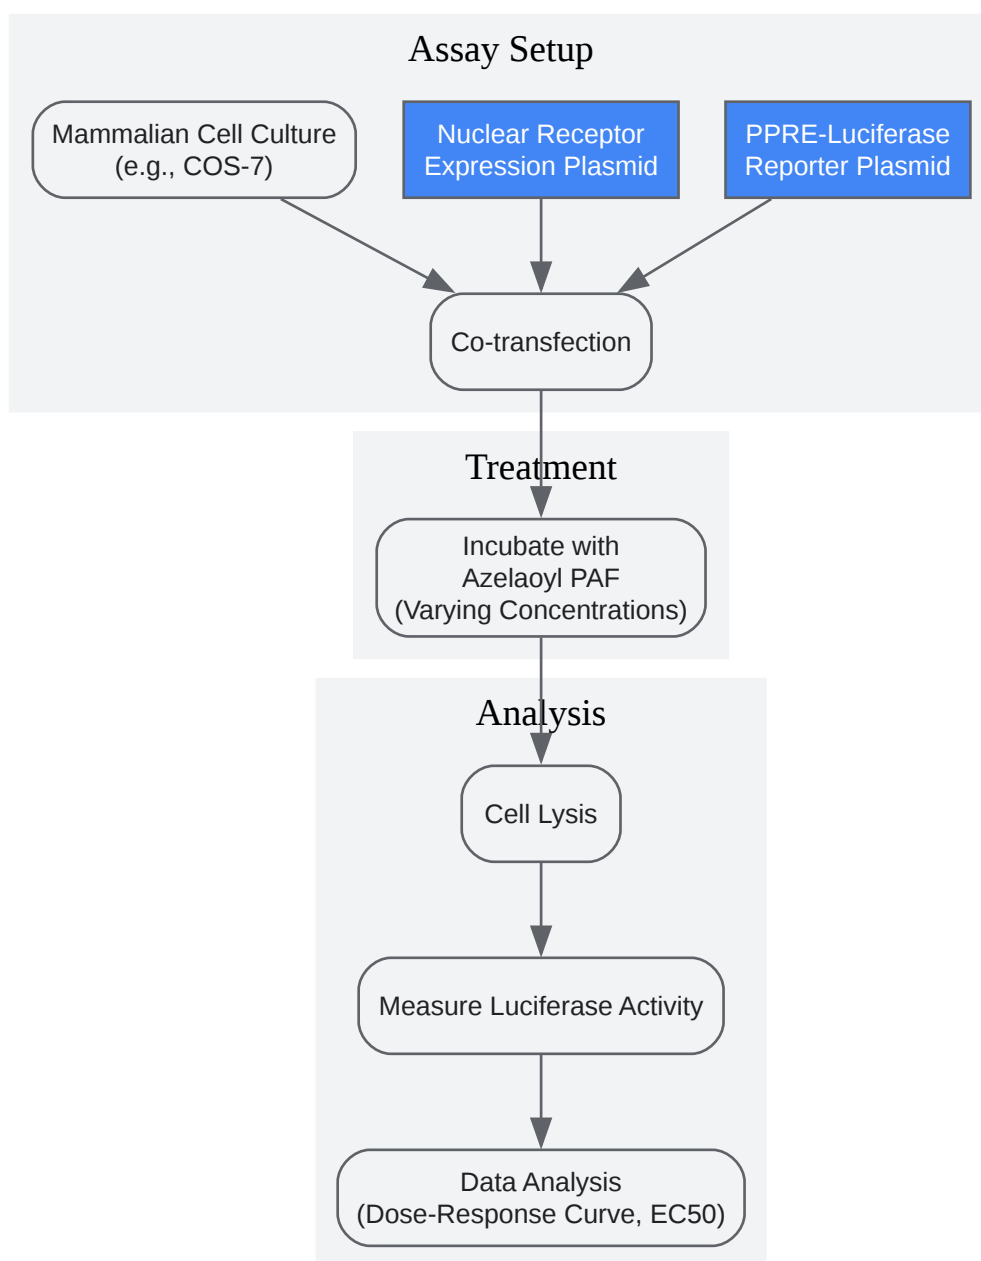 Assay Setup
Mammalian Cell Culture
(e.g., COS-7)
Nuclear Receptor
Expression Plasmid
PPRE-Luciferase
Reporter Plasmid
Co-transfection
Treatment
Incubate with
Azelaoyl PAF
(Varying Concentrations)
Analysis
Cell Lysis
Measure Luciferase Activity
Data Analysis
(Dose-Response Curve, EC50)